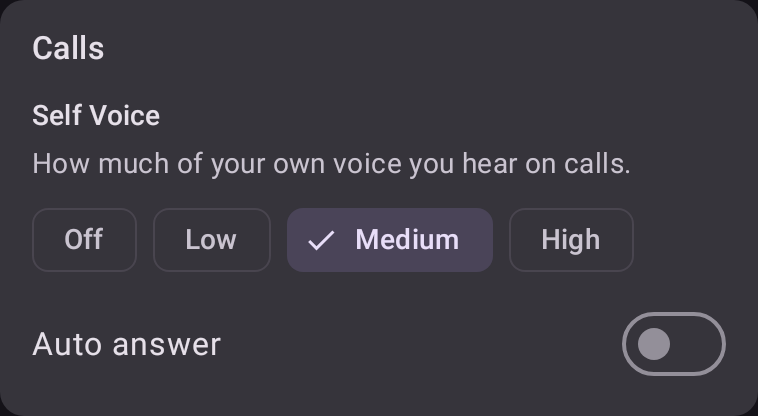 Calls
Self Voice
How much of your own voice you hear on calls.
Off Low Medium High
Auto answer